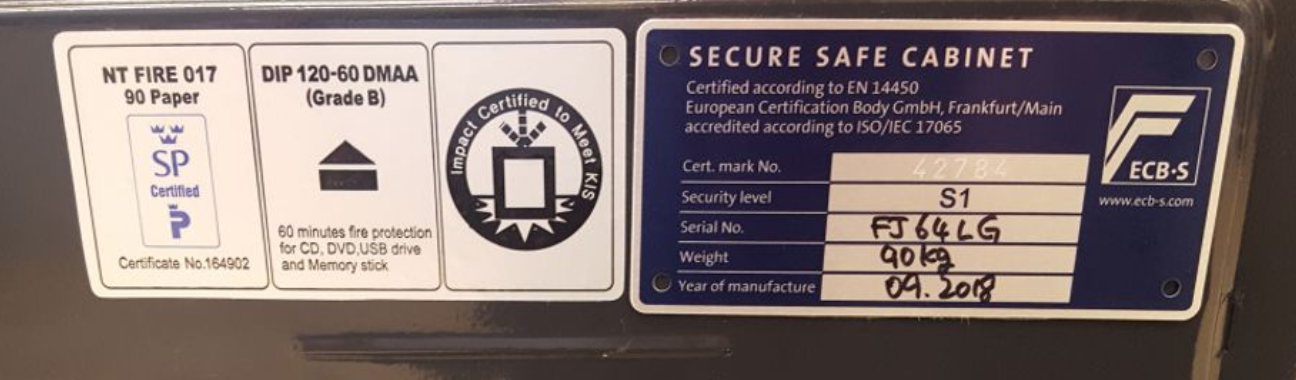 NT FIRE 017
90 Paper
SP
Certified
P
Certificate No.164902
DIP 120-60 DMAA
(Grade B)
60 minutes fire protection
for CD, DVD,USB drive
and Memory stick
Impact Certified to Meet KIS
SECURE SAFE CABINET
Certified according to EN 14450
European Certification Body GmbH, Frankfurt/Main
accredited according to ISO/IEC 17065
Cert. mark No. 42784
Security level S1
Serial No. FJ64LG
Weight 90kg
Year of manufacture 09.2018
ECB·S
www.ecb-s.com